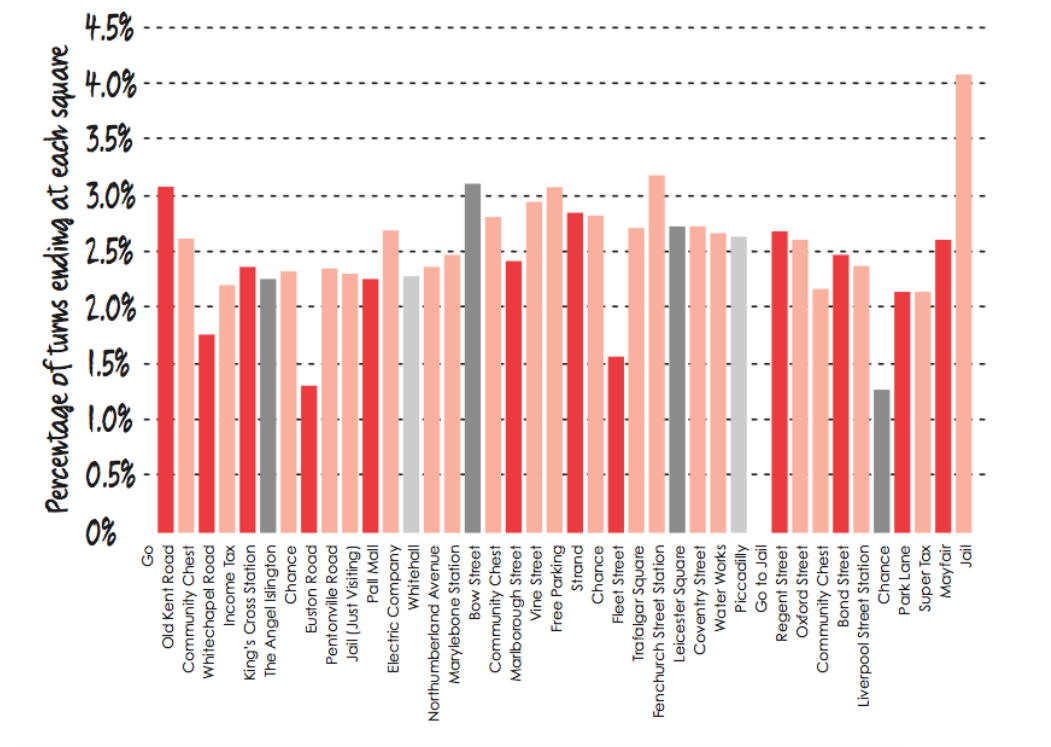 Percentage of turns ending at each square
4.5%
4.0%
3.5%
3.0%
2.5%
2.0%
1.5%
1.0%
0.5%
0%
Go
Old Kent Road
Community Chest
Whitechapel Road
Income Tax
King's Cross Station
The Angel Islington
Chance
Euston Road
Pentonville Road
Jail (Just Visiting)
Pall Mall
Electric Company
Whitehall
Northumberland Avenue
Marylebone Station
Bow Street
Community Chest
Marlborough Street
Vine Street
Free Parking
Strand
Chance
Fleet Street
Trafalgar Square
Fenchurch Street Station
Leicester Square
Coventry Street
Water Works
Piccadilly
Go to Jail
Regent Street
Oxford Street
Community Chest
Bond Street
Liverpool Street Station
Chance
Park Lane
Super Tax
Mayfair
Jail